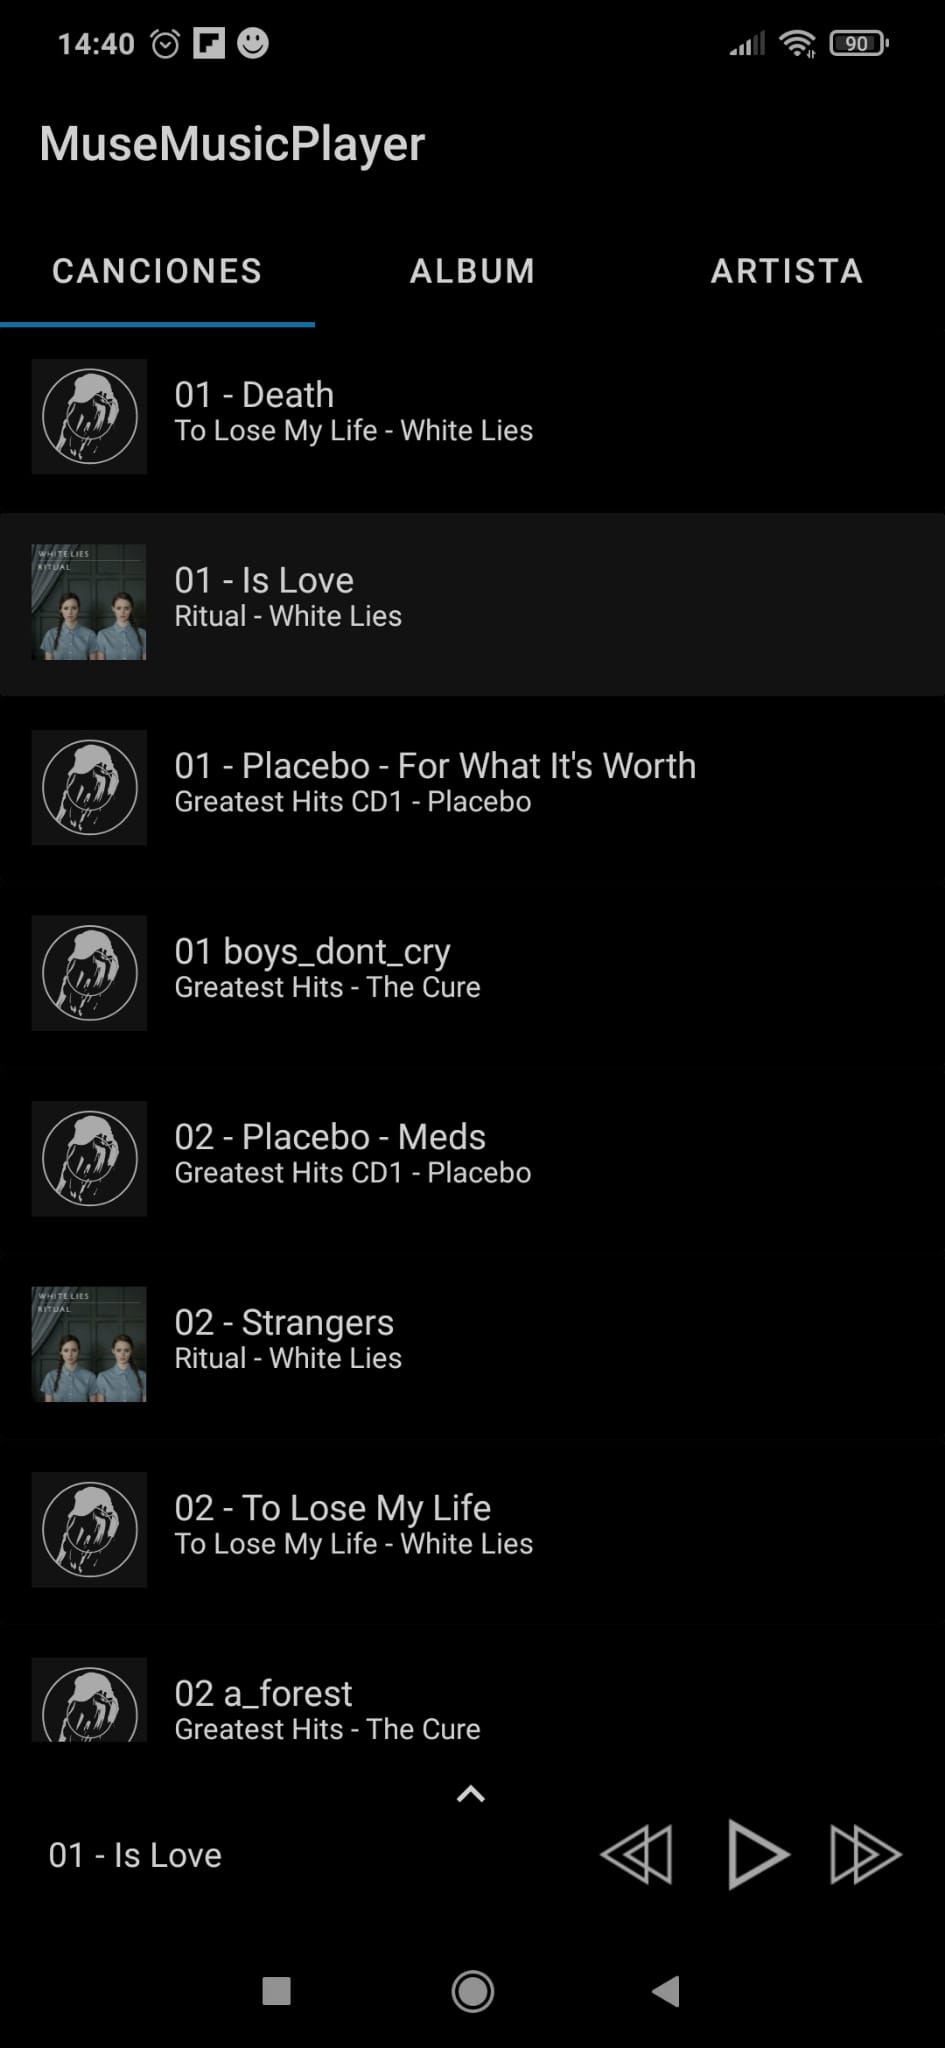 14:40
90
MuseMusicPlayer
CANCIONES
ALBUM
ARTISTA
01 - Death
To Lose My Life - White Lies
WHITE LIES
RITUAL
01 - Is Love
Ritual - White Lies
01 - Placebo - For What It's Worth
Greatest Hits CD1 - Placebo
01 boys_dont_cry
Greatest Hits - The Cure
02 - Placebo - Meds
Greatest Hits CD1 - Placebo
WHITE LIES
RITUAL
02 - Strangers
Ritual - White Lies
02 - To Lose My Life
To Lose My Life - White Lies
02 a_forest
Greatest Hits - The Cure
01 - Is Love